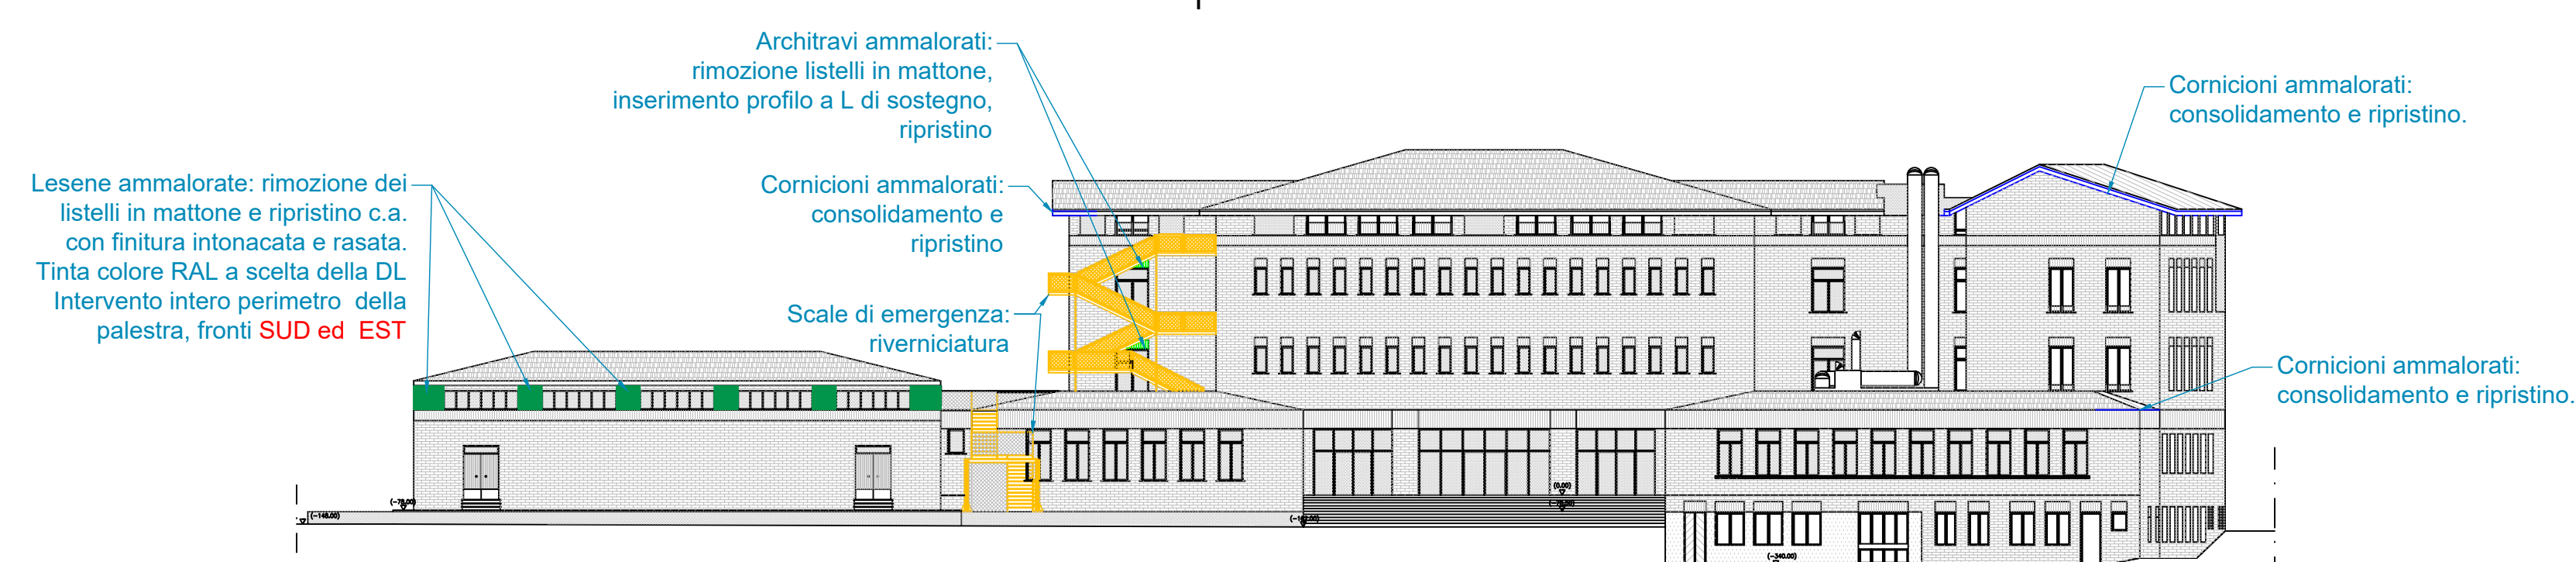 Architravi ammalorati:
rimozione listelli in mattone,
inserimento profilo a L di sostegno,
ripristino
Cornicioni ammalorati:
consolidamento e ripristino.
Lesene ammalorate: rimozione dei
listelli in mattone e ripristino c.a.
con finitura intonacata e rasata.
Tinta colore RAL a scelta della DL
Intervento intero perimetro della
palestra, fronti SUD ed EST
Cornicioni ammalorati:
consolidamento e
ripristino
Scale di emergenza:
riverniciatura
Cornicioni ammalorati:
consolidamento e ripristino.
(0.00)
(-148.00)
(-340.00)